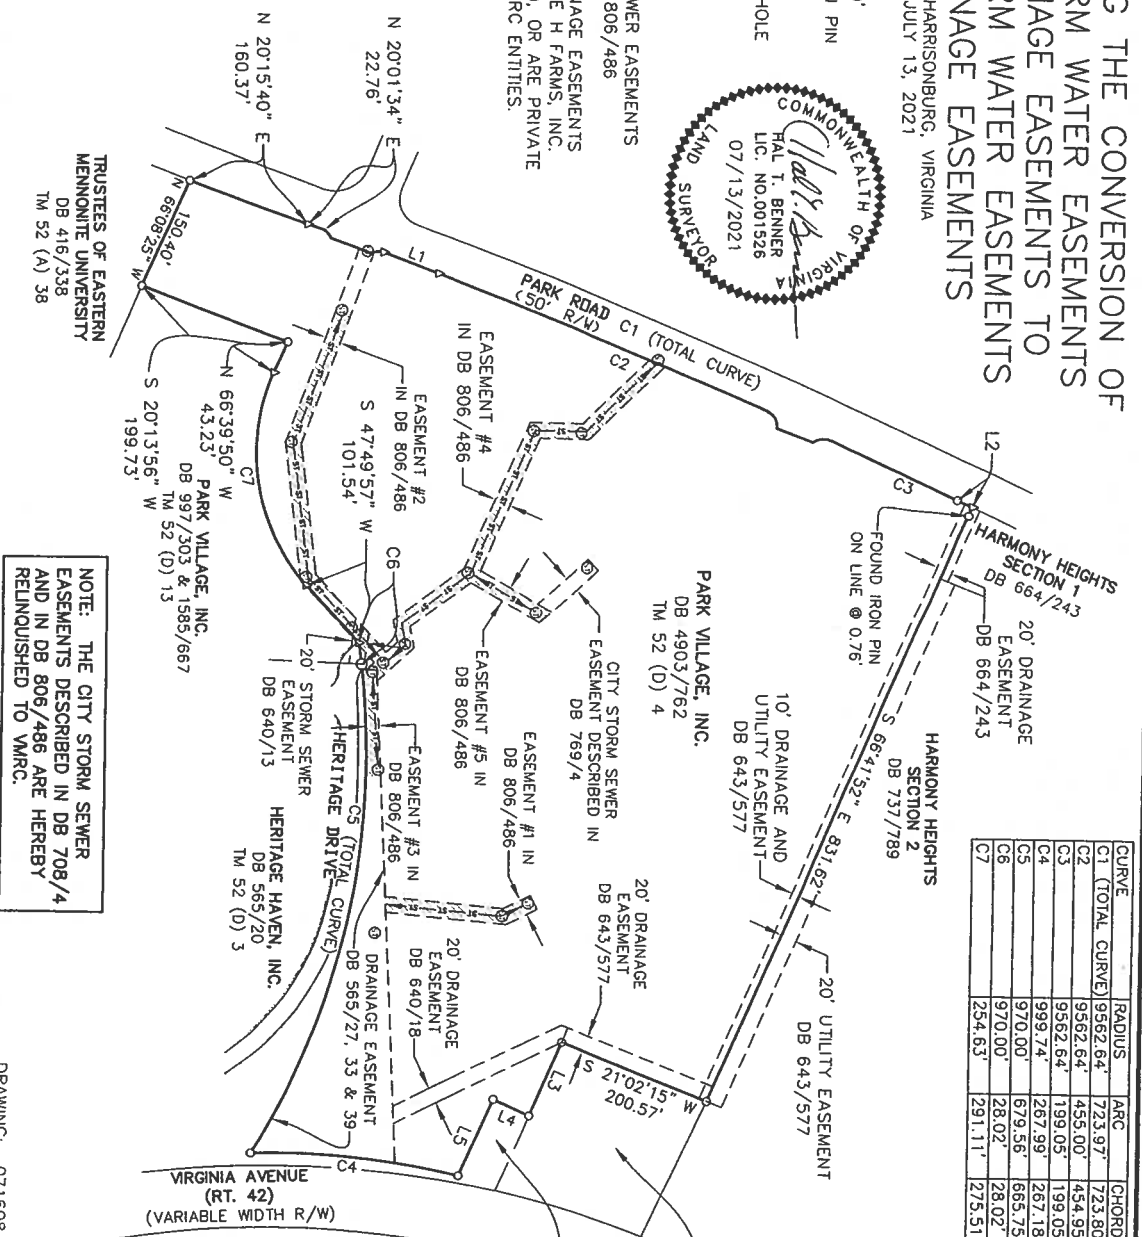 G THE CONVERSION OF
RM WATER EASEMENTS
NAGE EASEMENTS TO
RM WATER EASEMENTS
NAGE EASEMENTS
HARRISONBURG, VIRGINIA
JULY 13, 2021
PIN
HOLE
WER EASEMENTS
806/486
NAGE EASEMENTS
E H FARMS, INC.
, OR ARE PRIVATE
RC ENTITIES.
COMMONWEALTH OF VIRGINIA
HAL T. BENNER
LIC. NO.001526
07/13/2021
LAND SURVEYOR
N 20°01'34" E
22.76'
N 20°15'40" E
160.37'
TRUSTEES OF EASTERN
MENNONITE UNIVERSITY
DB 416/338
TM 52 (A) 38
150.40'
N 66°08'25" W
L1
PARK ROAD
(50' R/W)
C1 (TOTAL CURVE)
C2
C3
L2
HARMONY HEIGHTS
SECTION 1
DB 664/243
20' DRAINAGE
EASEMENT
DB 664/243
FOUND IRON PIN
ON LINE @ 0.76'
HARMONY HEIGHTS
SECTION 2
DB 737/789
S 66°41'52" E 831.62'
10' DRAINAGE AND
UTILITY EASEMENT
DB 643/577
20' UTILITY EASEMENT
DB 643/577
PARK VILLAGE, INC.
DB 4903/762
TM 52 (D) 4
EASEMENT #4
IN DB 806/486
EASEMENT #2
IN DB 806/486
S 47°49'57" W
101.54'
C6
N 66°39'50" W
43.23'
C7
S 20°13'56" W
199.73'
PARK VILLAGE, INC.
DB 997/303 & 1585/667
TM 52 (D) 13
CITY STORM SEWER
EASEMENT DESCRIBED IN
DB 769/4
EASEMENT #5 IN
DB 806/486
EASEMENT #1 IN
DB 806/486
EASEMENT #3 IN
DB 806/486
20' STORM SEWER
EASEMENT
DB 640/13
HERITAGE DRIVE
C5 (TOTAL CURVE)
HERITAGE HAVEN, INC.
DB 565/20
TM 52 (D) 3
20' DRAINAGE
EASEMENT
DB 643/577
20' DRAINAGE
EASEMENT
DB 640/18
DRAINAGE EASEMENT
DB 565/27, 33 & 39
S 21°02'15" W
200.57'
L3
L4
L5
C4
VIRGINIA AVENUE
(RT. 42)
(VARIABLE WIDTH R/W)
NOTE: THE CITY STORM SEWER
EASEMENTS DESCRIBED IN DB 708/4
AND IN DB 806/486 ARE HEREBY
RELINQUISHED TO VMRC.
CURVE RADIUS ARC CHORD
C1 (TOTAL CURVE) 9562.64' 723.97' 723.80
C2 9562.64' 455.00' 454.95
C3 9562.64' 199.05' 199.05
C4 999.74' 267.99' 267.18
C5 970.00' 679.56' 665.75
C6 970.00' 28.02' 28.02'
C7 254.63' 291.11' 275.51
DRAWING: